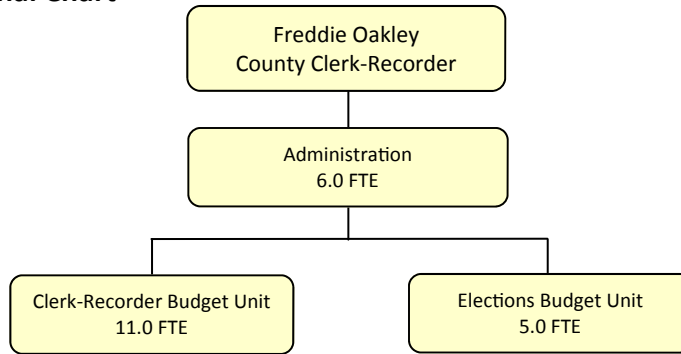 Freddie Oakley
County Clerk-Recorder
Administration
6.0 FTE
Clerk-Recorder Budget Unit
11.0 FTE
Elections Budget Unit
5.0 FTE